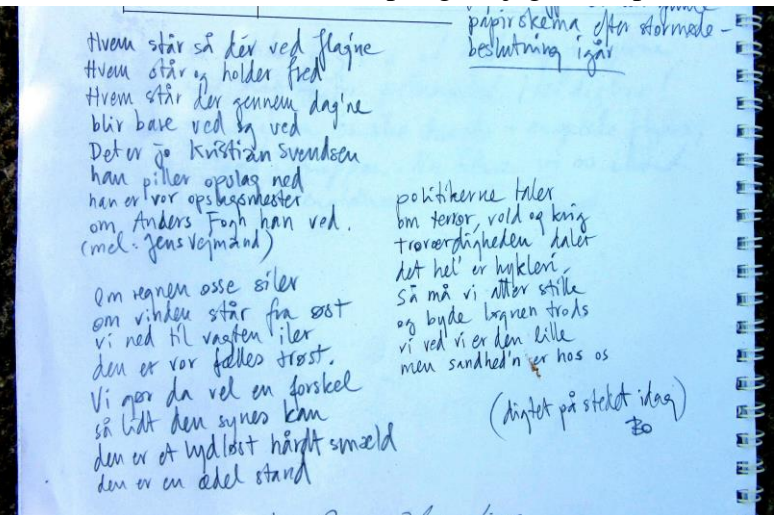 papirskema efter stormøde-
beslutning igår
Hvem står så dér ved flag'ne
Hvem står og holder fred
Hvem står der gennem dag'ne
blir bare ved og ved
Det er jo Kristian Svendsen
han piller opslag ned
han er vor opslagsmester
om Anders Fogh han ved.
(mel: Jens Vejmand)
Om regnen osse siler
om vinden står fra øst
vi ned til vagten iler
den er vor fælles trøst.
Vi gør da vel en forskel
så lidt den synes kan
den er et lydløst hårdt smæld
den er en ædel stand
politikerne taler
om terror, vold og krig
troværdigheden daler
det hel' er hykleri,
så må vi atter stille
og byde løgnen trods
vi ved vi er den lille
men sandhed'n er hos os
(digtet på stedet idag)
Bo